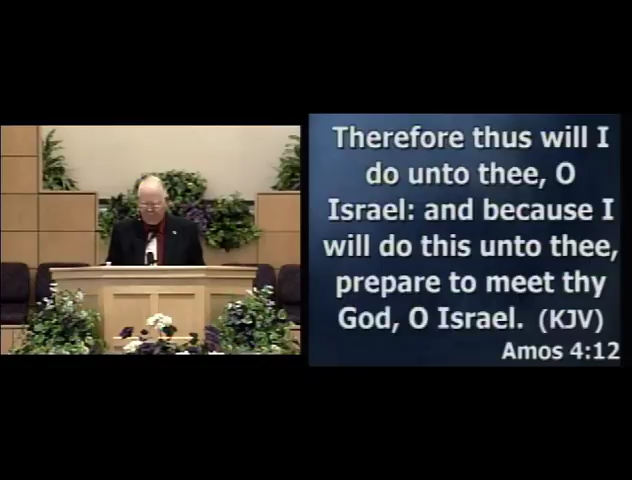 Therefore thus will I
do unto thee, O
Israel: and because I
will do this unto thee,
prepare to meet thy
God, O Israel. (KJV)
Amos 4:12